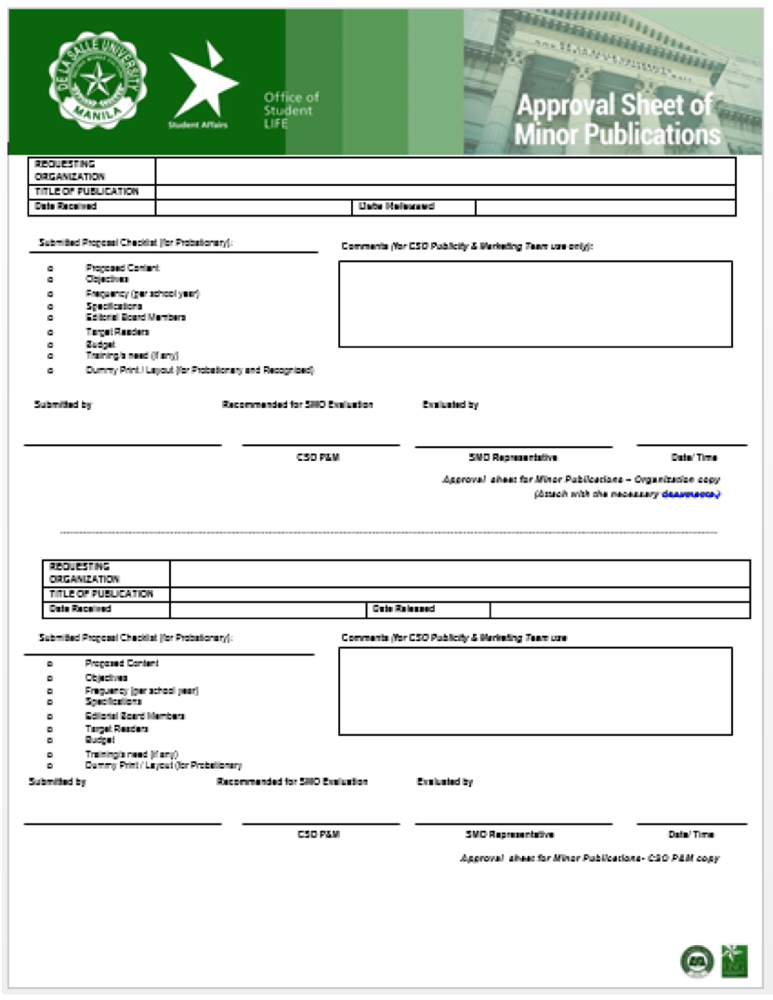 DE LA SALLE UNIVERSITY
MANILA
Student Affairs
Office of
Student
LIFE
Approval Sheet of
Minor Publications
REQUESTING
ORGANIZATION
TITLE OF PUBLICATION
Date Received Date Released
Submitted Proposal Checklist (for Probationary):
Comments (for CSO Publicity & Marketing Team use only):
o Proposed Content
o Objectives
o Frequency (per school year)
o Specifications
o Editorial Board Members
o Target Readers
o Budget
o Training/s need (if any)
o Dummy Print / Layout (for Probationary and Recognized)
Submitted by Recommended for SMO Evaluation Evaluated by
CSO P&M SMO Representative Date/ Time
Approval sheet for Minor Publications – Organization copy
(Attach with the necessary documents.)
REQUESTING
ORGANIZATION
TITLE OF PUBLICATION
Date Received Date Released
Submitted Proposal Checklist (for Probationary):
Comments (for CSO Publicity & Marketing Team use
o Proposed Content
o Objectives
o Frequency (per school year)
o Specifications
o Editorial Board Members
o Target Readers
o Budget
o Training/s need (if any)
o Dummy Print / Layout (for Probationary
Submitted by Recommended for SMO Evaluation Evaluated by
CSO P&M SMO Representative Date/ Time
Approval sheet for Minor Publications- CSO P&M copy